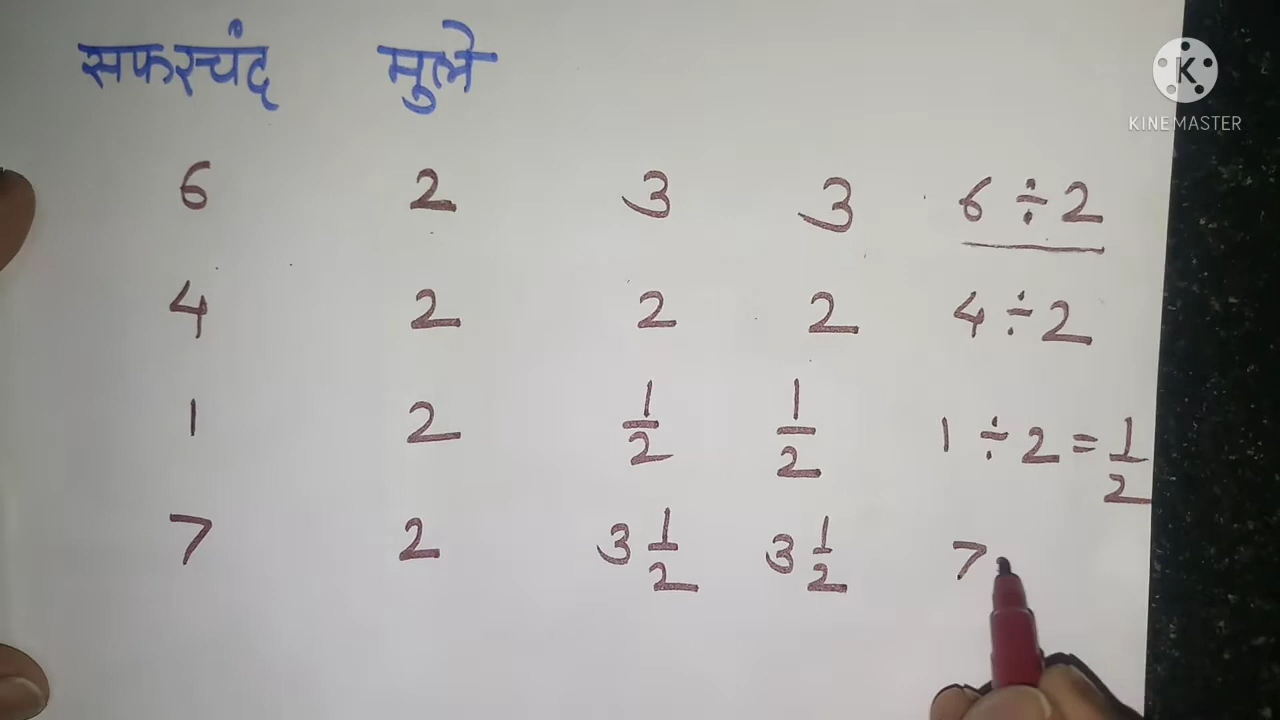 सफरचंद मुले
K
KINEMASTER
6 2 3 3 6 ÷ 2
4 2 2 2 4 ÷ 2
1 2 1/2 1/2 1 ÷ 2 = 1/2
7 2 3 1/2 3 1/2 7